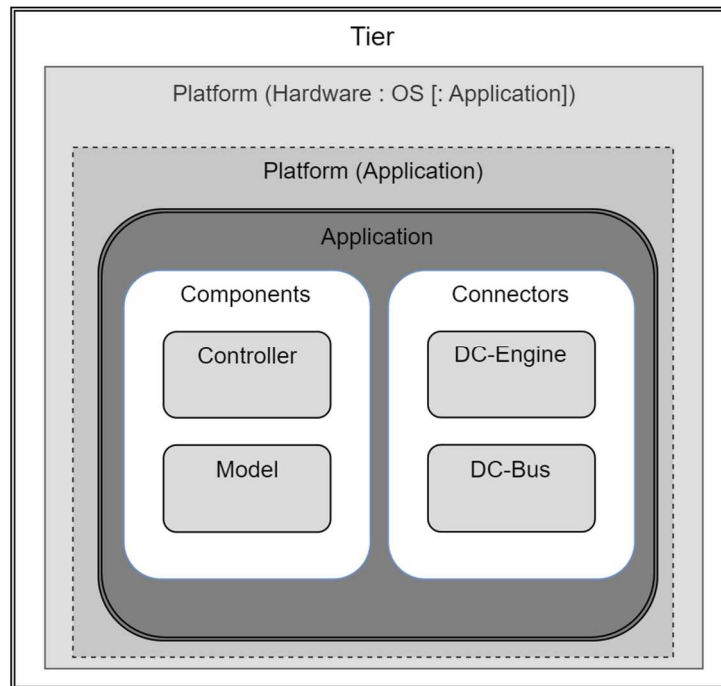 Tier
Platform (Hardware : OS [: Application])
Platform (Application)
Application
Components
Connectors
Controller
DC-Engine
Model
DC-Bus